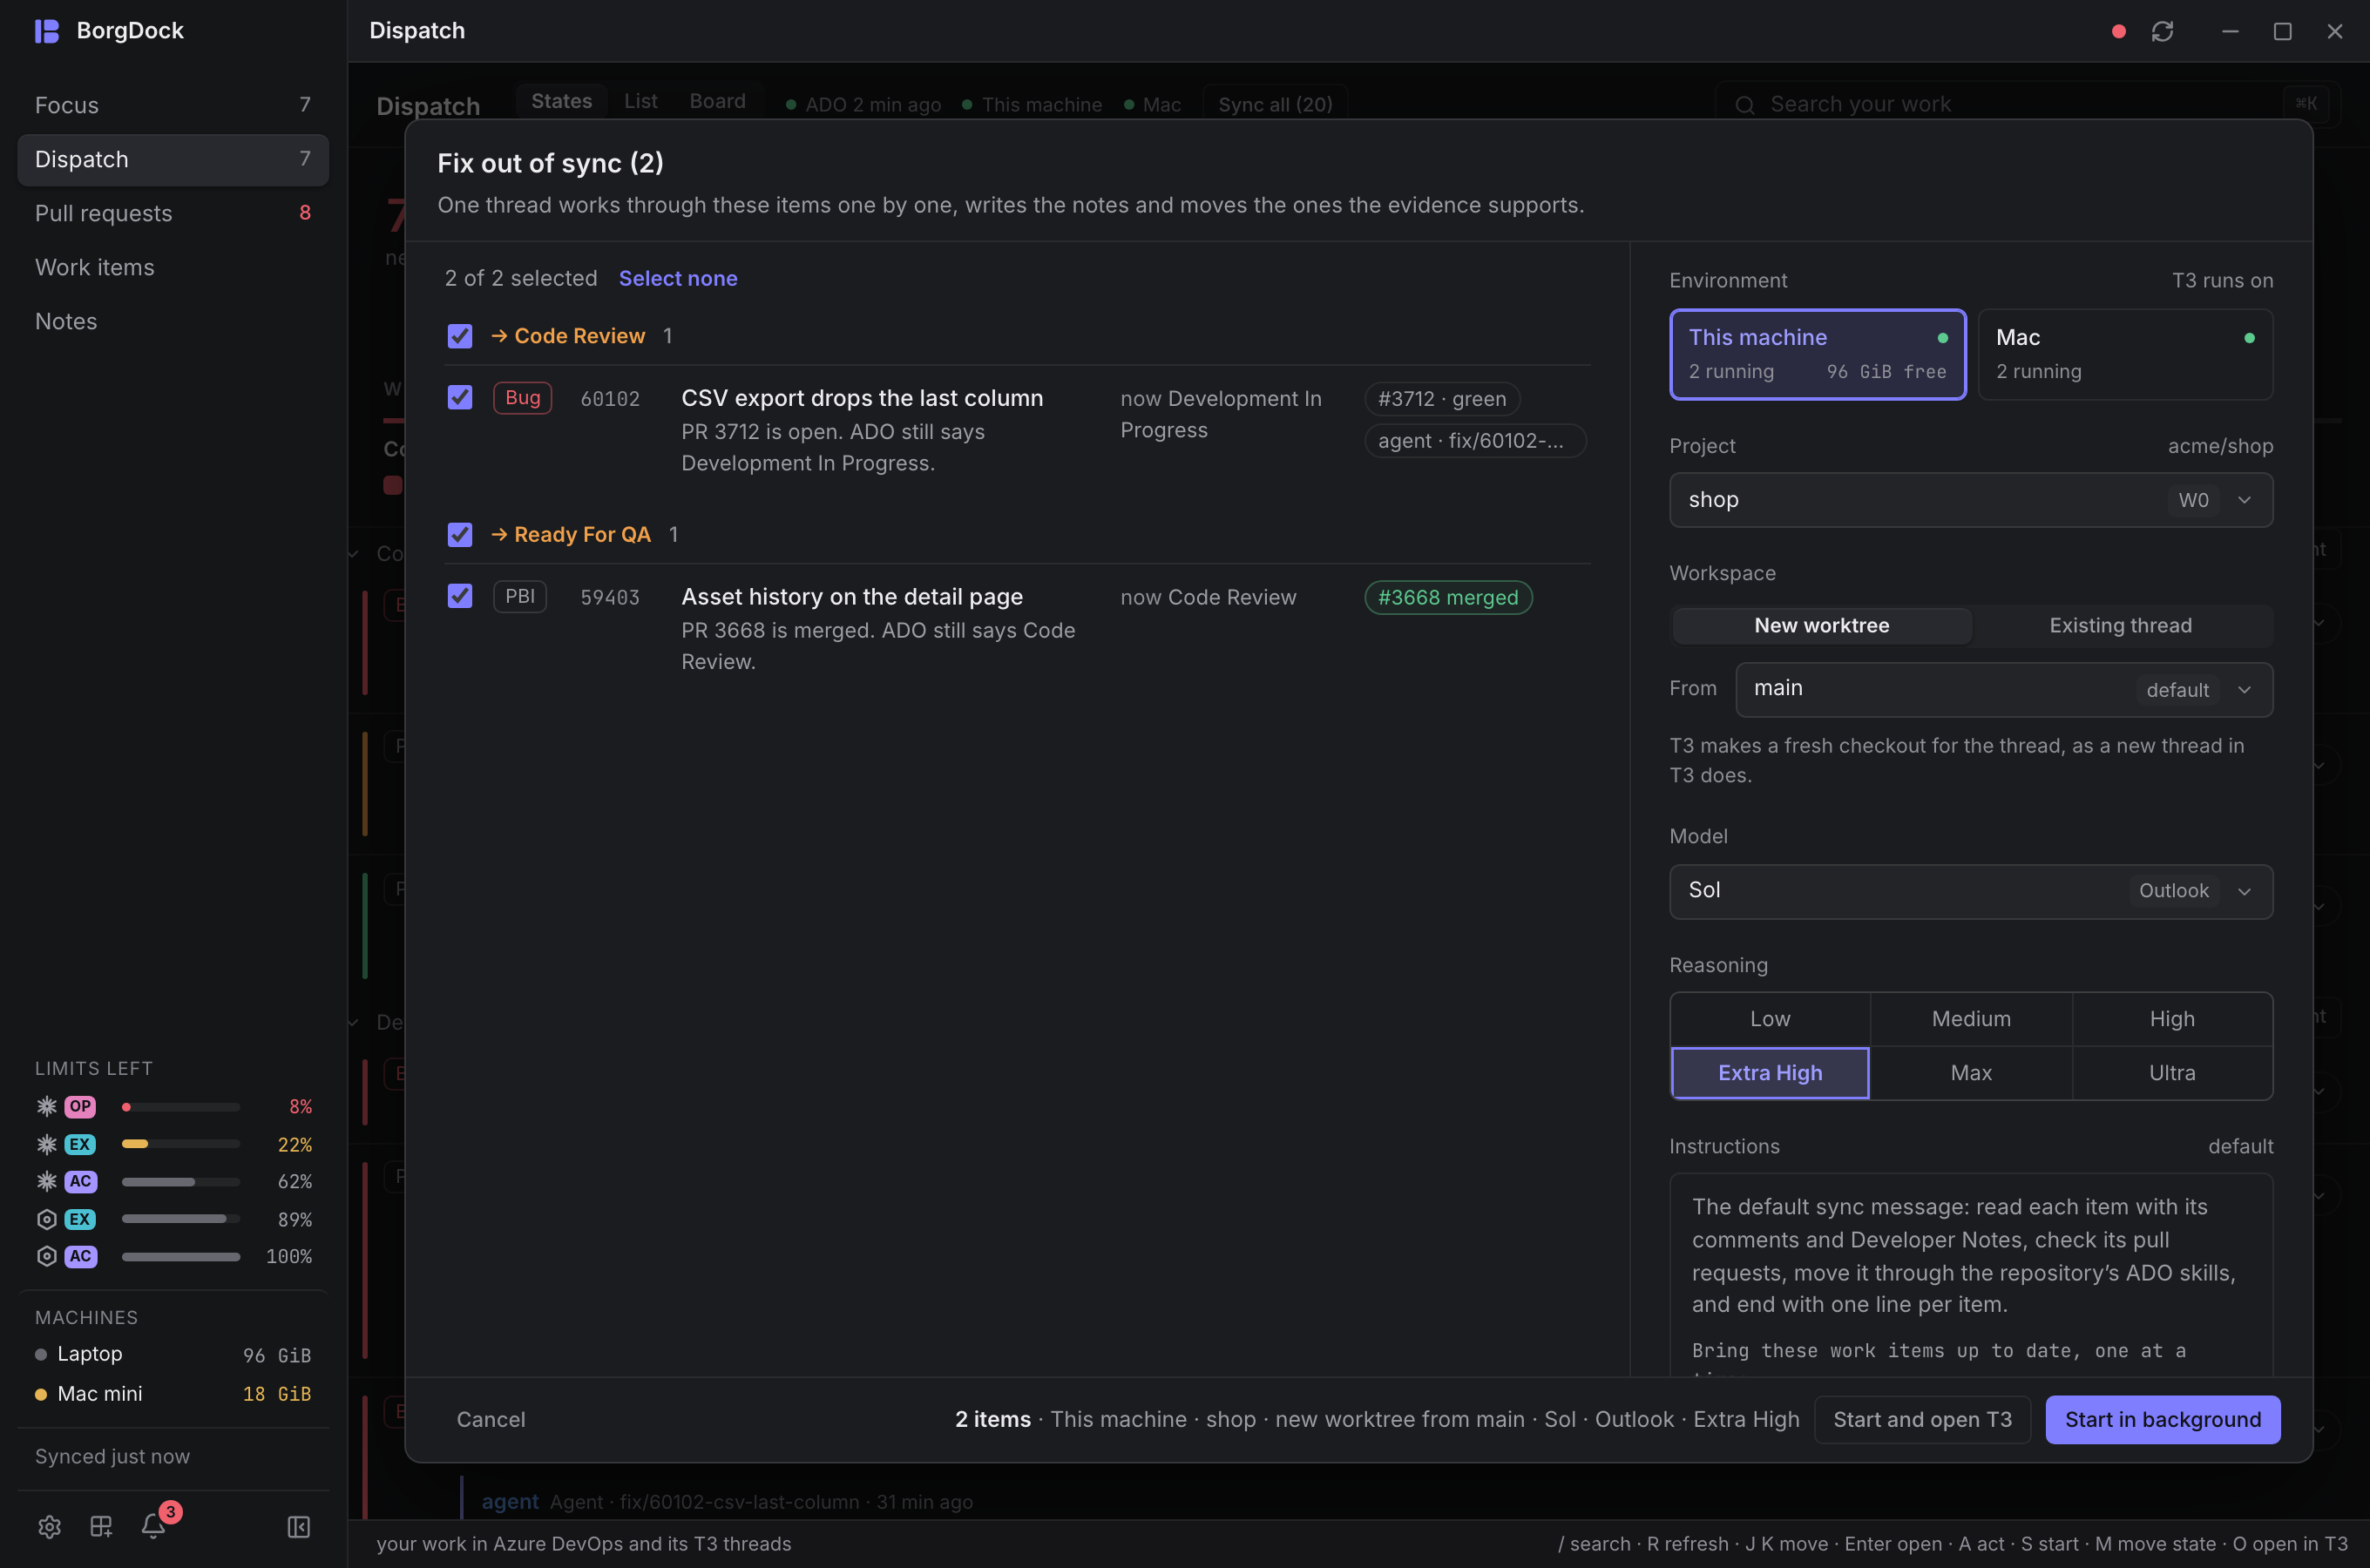 BorgDock
Focus 7
Dispatch 7
Pull requests 8
Work items
Notes
LIMITS LEFT
OP 8%
EX 22%
AC 62%
EX 89%
AC 100%
MACHINES
Laptop 96 GiB
Mac mini 18 GiB
Synced just now
3
Dispatch
Dispatch States List Board ADO 2 min ago This machine Mac Sync all (20) Search your work ⌘K
Fix out of sync (2)
One thread works through these items one by one, writes the notes and moves the ones the evidence supports.
2 of 2 selected Select none
→ Code Review 1
Bug 60102 CSV export drops the last column now Development In Progress #3712 · green
PR 3712 is open. ADO still says Development In Progress. agent · fix/60102-...
→ Ready For QA 1
PBI 59403 Asset history on the detail page now Code Review #3668 merged
PR 3668 is merged. ADO still says Code
Review.
Environment T3 runs on
This machine
2 running 96 GiB free
Mac
2 running
Project acme/shop
shop W0
Workspace
New worktree Existing thread
From main default
T3 makes a fresh checkout for the thread, as a new thread in
T3 does.
Model
Sol Outlook
Reasoning
Low Medium High
Extra High Max Ultra
Instructions default
The default sync message: read each item with its
comments and Developer Notes, check its pull
requests, move it through the repository’s ADO skills,
and end with one line per item.
Bring these work items up to date, one at a
Cancel 2 items · This machine · shop · new worktree from main · Sol · Outlook · Extra High Start and open T3 Start in background
agent Agent · fix/60102-csv-last-column · 31 min ago
your work in Azure DevOps and its T3 threads / search · R refresh · J K move · Enter open · A act · S start · M move state · O open in T3